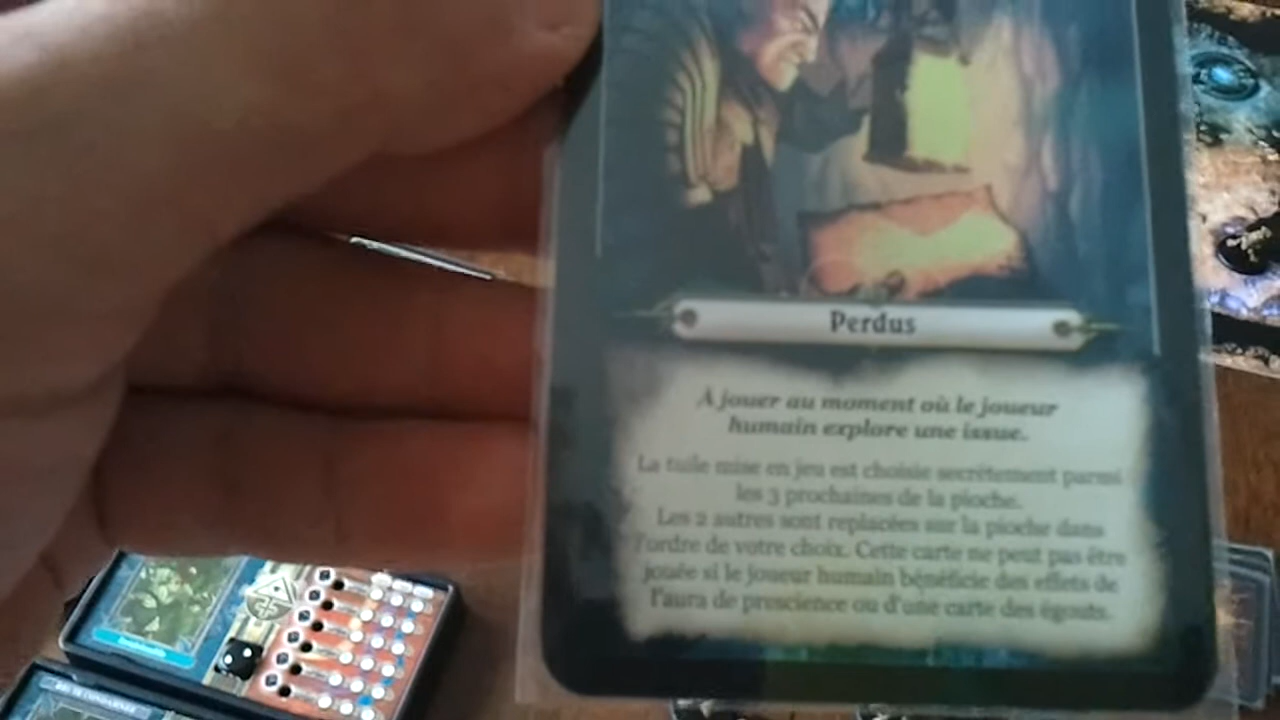 Perdus
A jouer au moment où le joueur
humain explore une issue.
La tuile mise en jeu est choisie secrètement parmi
les 3 prochaines de la pioche.
Les 2 autres sont replacées sur la pioche dans
l'ordre de votre choix. Cette carte ne peut pas être
jouée si le joueur humain bénéficie des effets de
l'aura de prescience ou d'une carte des égouts.